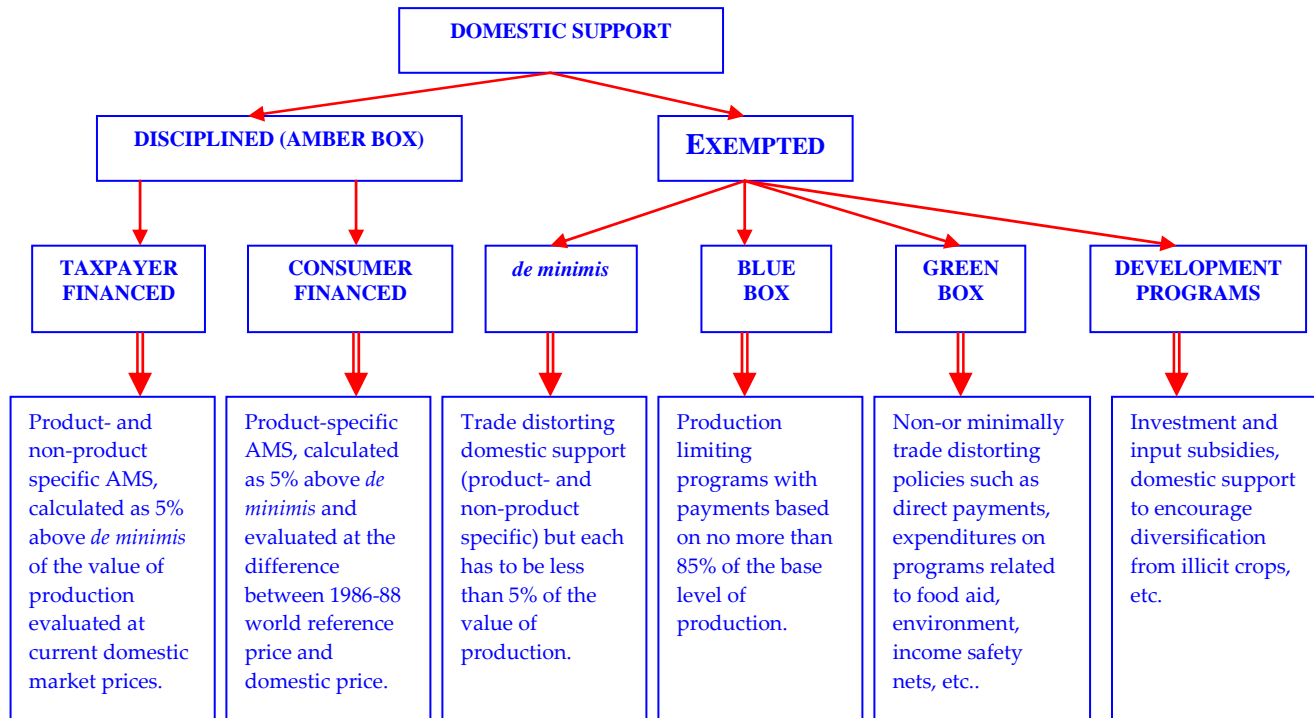 DOMESTIC SUPPORT
DISCIPLINED (AMBER BOX)
EXEMPTED
TAXPAYER
FINANCED
CONSUMER
FINANCED
de minimis
BLUE
BOX
GREEN
BOX
DEVELOPMENT
PROGRAMS
Product- and
non-product
specific AMS,
calculated as 5%
above de minimis
of the value of
production
evaluated at
current domestic
market prices.
Product-specific
AMS, calculated
as 5% above de
minimis and
evaluated at the
difference
between 1986-88
world reference
price and
domestic price.
Trade distorting
domestic support
(product- and
non-product
specific) but each
has to be less
than 5% of the
value of
production.
Production
limiting
programs with
payments based
on no more than
85% of the base
level of
production.
Non-or minimally
trade distorting
policies such as
direct payments,
expenditures on
programs related
to food aid,
environment,
income safety
nets, etc..
Investment and
input subsidies,
domestic support
to encourage
diversification
from illicit crops,
etc.